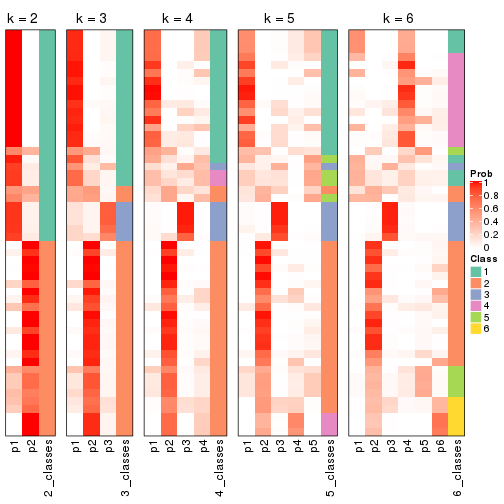 k = 2
k = 3
k = 4
k = 5
k = 6
p1
p2
2_classes
p1
p2
p3
3_classes
p1
p2
p3
p4
4_classes
p1
p2
p3
p4
p5
5_classes
p1
p2
p3
p4
p5
p6
6_classes
Prob
1
0.8
0.6
0.4
0.2
0
Class
1
2
3
4
5
6